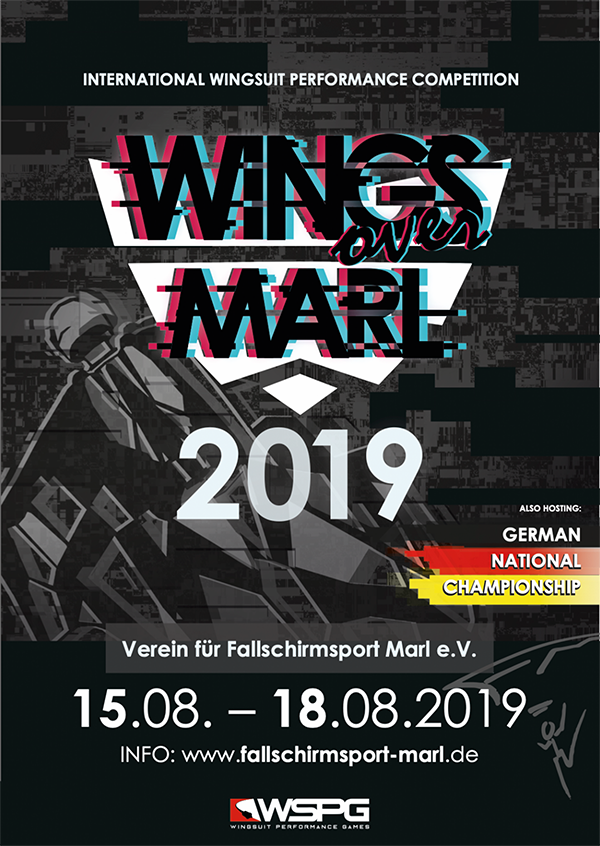 INTERNATIONAL WINGSUIT PERFORMANCE COMPETITION
WINGS
over
MARL
2019
ALSO HOSTING:
GERMAN
NATIONAL
CHAMPIONSHIP
Verein für Fallschirmsport Marl e.V.
15.08. – 18.08.2019
INFO: www.fallschirmsport-marl.de
WSPG
WINGSUIT PERFORMANCE GAMES